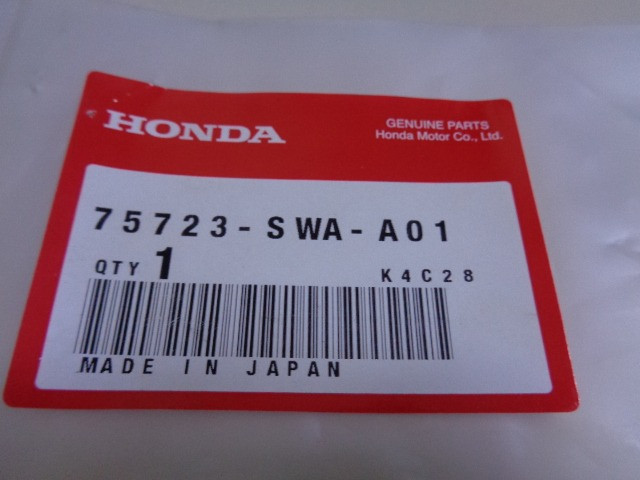 HONDA
GENUINE PARTS
Honda Motor Co., Ltd.
75723-SWA-A01
QTY 1
K4C28
MADE IN JAPAN